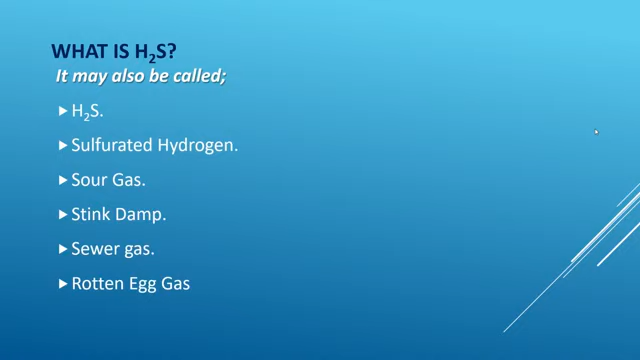 WHAT IS H₂S?
It may also be called;
H₂S.
Sulfurated Hydrogen.
Sour Gas.
Stink Damp.
Sewer gas.
Rotten Egg Gas